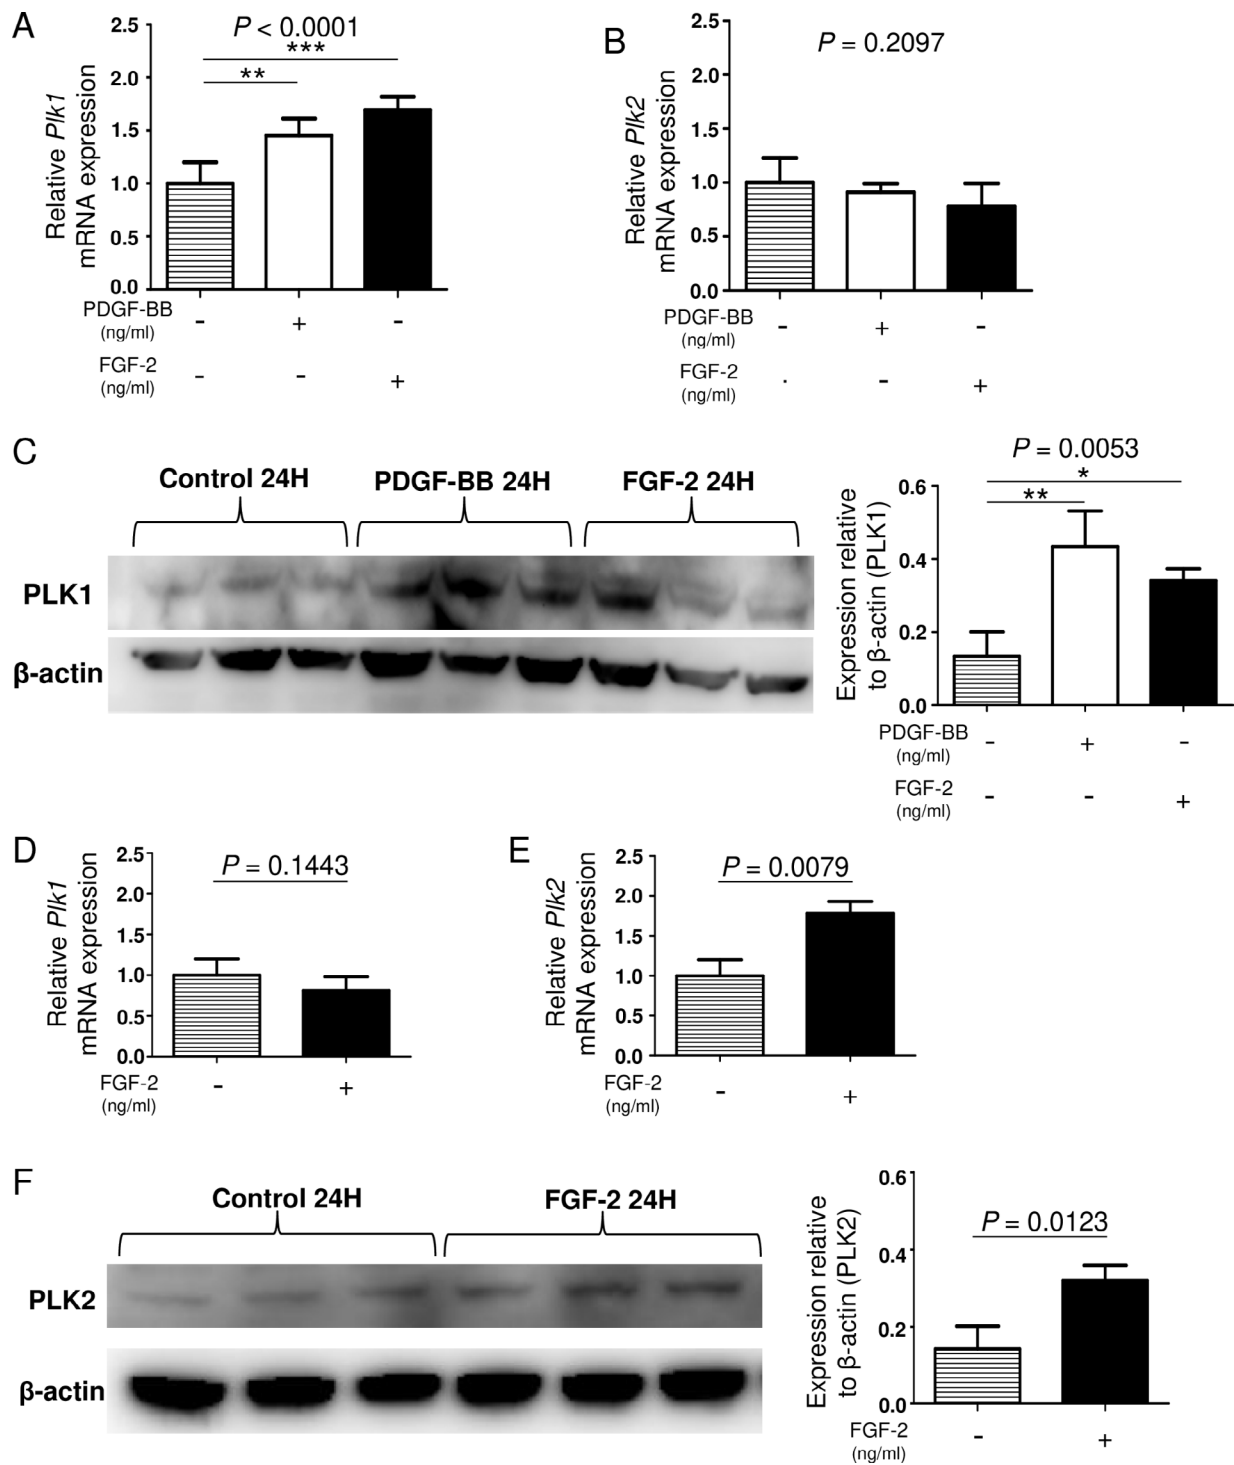 A
2.5
P < 0.0001
***
2.0
**
Relative Plk1
mRNA expression
1.5
1.0
0.5
0.0
PDGF-BB - + -
(ng/ml)
FGF-2 - - +
(ng/ml)
B
2.5
P = 0.2097
2.0
Relative Plk2
mRNA expression
1.5
1.0
0.5
0.0
PDGF-BB - + -
(ng/ml)
FGF-2 · - +
(ng/ml)
C
Control 24H PDGF-BB 24H FGF-2 24H
PLK1
β-actin
P = 0.0053
*
**
0.6
Expression relative
to β-actin (PLK1)
0.4
0.2
0.0
PDGF-BB - + -
(ng/ml)
FGF-2 - - +
(ng/ml)
D
2.5
P = 0.1443
2.0
Relative Plk1
mRNA expression
1.5
1.0
0.5
0.0
FGF-2 - +
(ng/ml)
E
2.5
P = 0.0079
2.0
Relative Plk2
mRNA expression
1.5
1.0
0.5
0.0
FGF-2 - +
(ng/ml)
F
Control 24H FGF-2 24H
PLK2
β-actin
0.6
P = 0.0123
Expression relative
to β-actin (PLK2)
0.4
0.2
0.0
FGF-2 - +
(ng/ml)